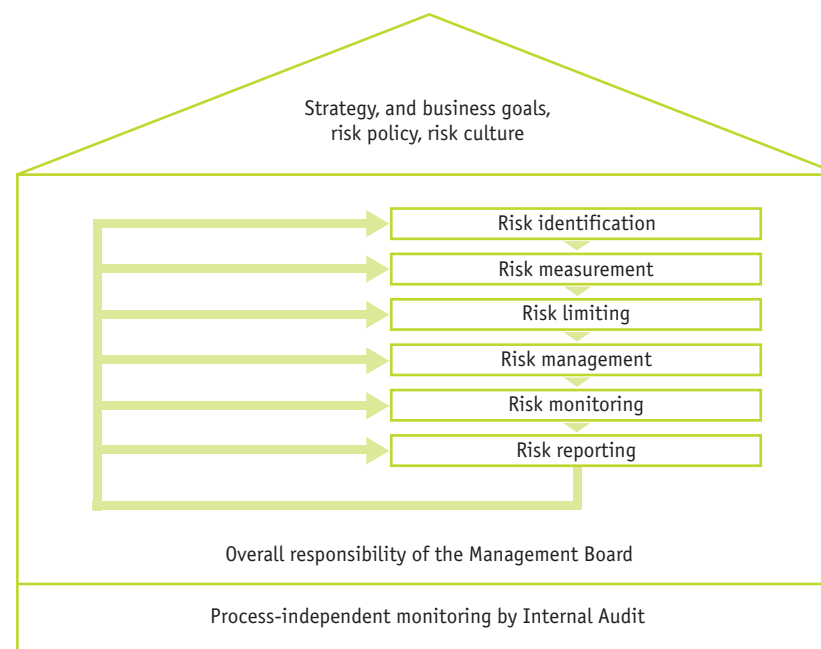 Strategy, and business goals,
risk policy, risk culture
Risk identification
Risk measurement
Risk limiting
Risk management
Risk monitoring
Risk reporting
Overall responsibility of the Management Board
Process-independent monitoring by Internal Audit